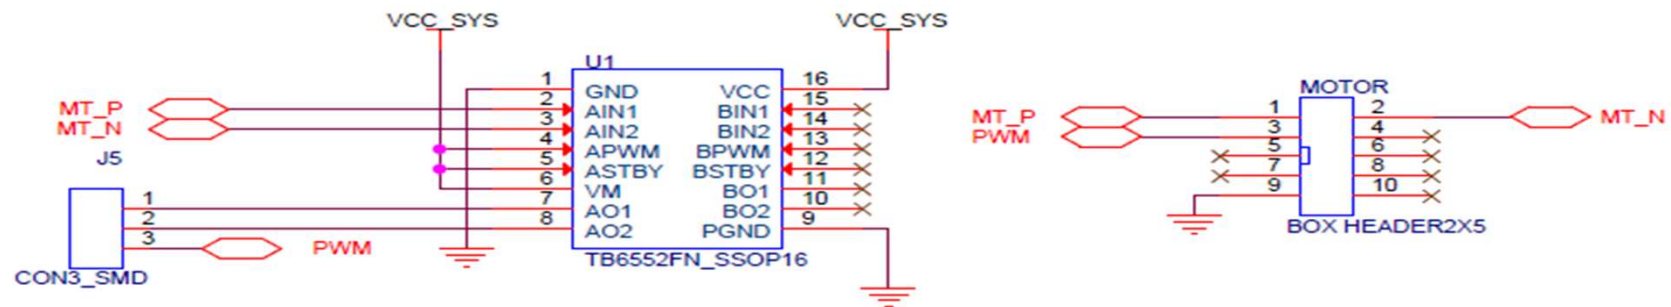 VCC_SYS VCC_SYS
U1
1 GND VCC 16
MT_P 2 AIN1 BIN1 15
MT_N 3 AIN2 BIN2 14
4 APWM BPWM 13
5 ASTBY BSTBY 12
6 VM BO1 11
7 AO1 BO2 10
8 AO2 PGND 9
TB6552FN_SSOP16
J5
1
2
3 PWM
CON3_SMD
MOTOR
MT_P 1 2 MT_N
PWM 3 4
5 6
7 8
9 10
BOX HEADER2X5